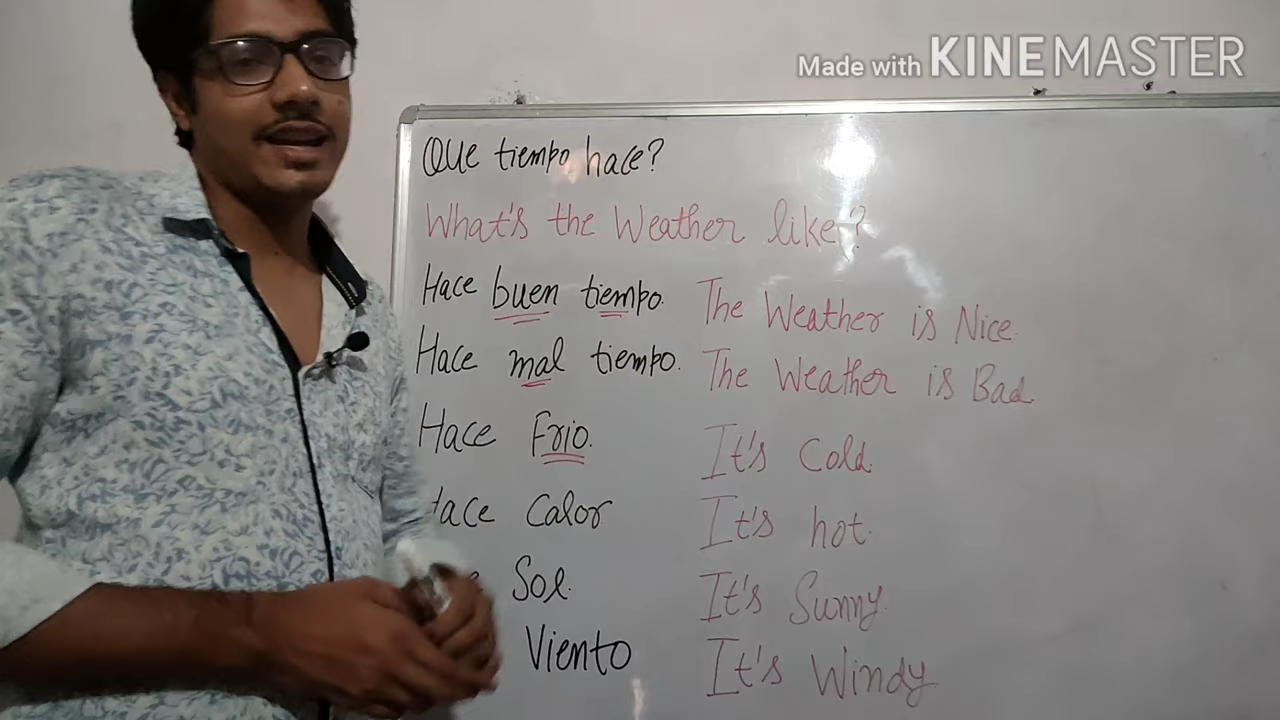 Made with KINEMASTER
Que tiempo hace?
What's the Weather like?
Hace buen tiempo. The Weather is Nice.
Hace mal tiempo. The Weather is Bad
Hace Frio. It's Cold.
Hace Calor It's hot.
Sol. It's Sunny
Viento It's Windy